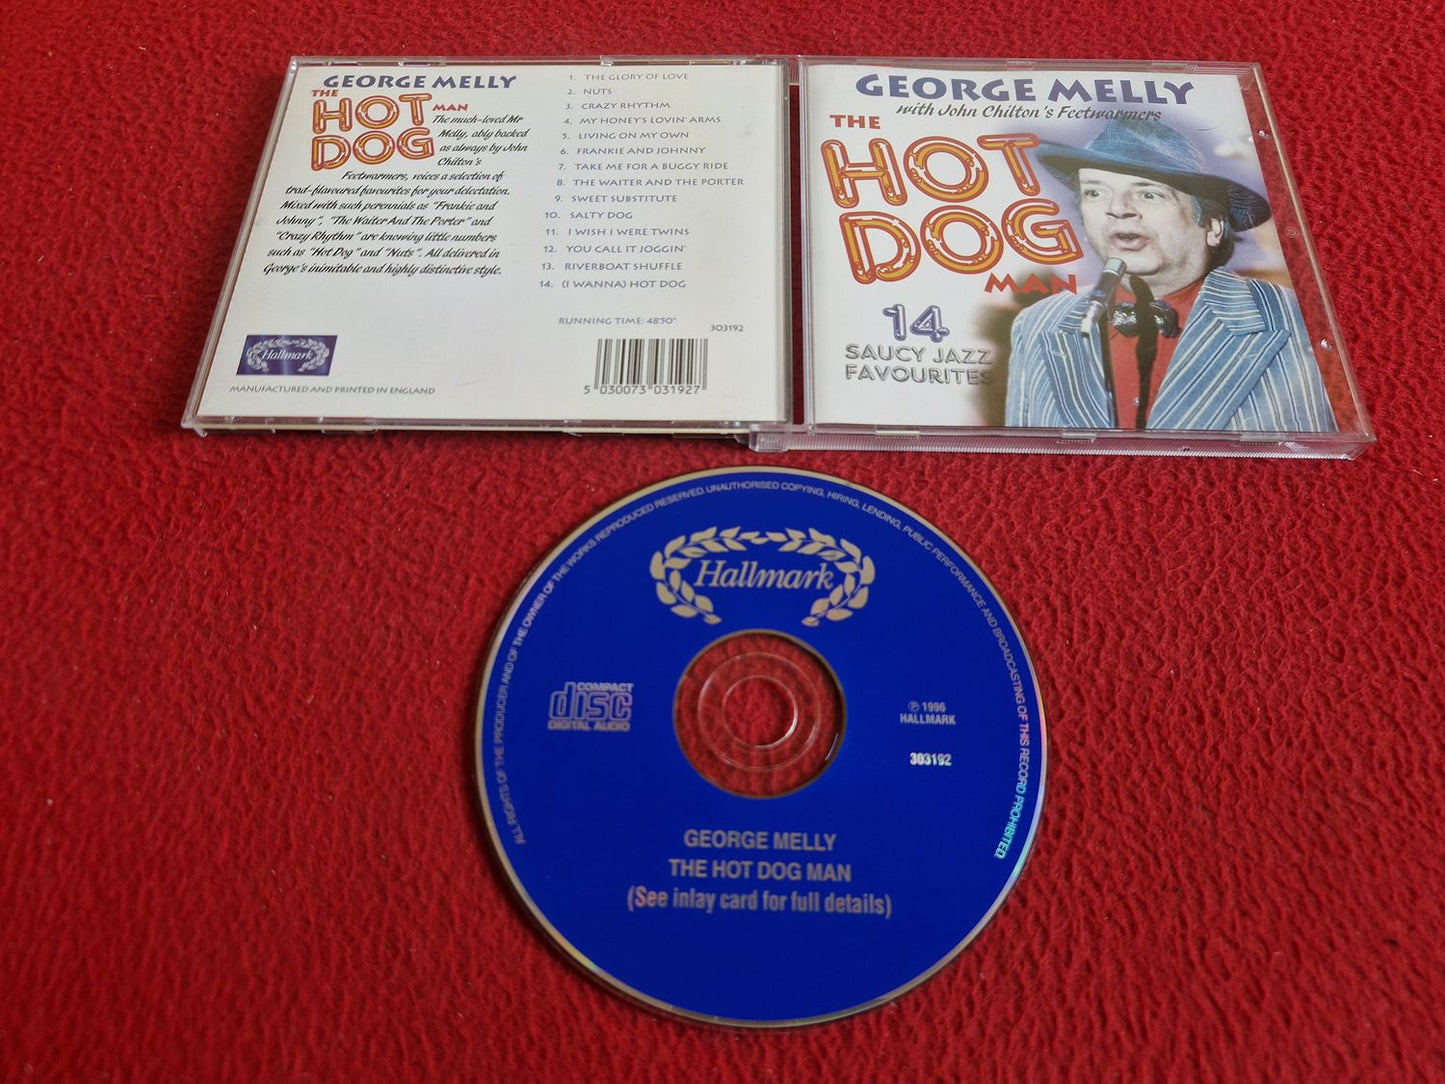 GEORGE MELLY
THE
HOT
DOG
MAN
The much-loved Mr
Melly, ably backed
as always by John
Chilton's
Feetwarmers, voices a selection of
trad-flavoured favourites for your delectation.
Mixed with such perennials as "Frankie and
Johnny", "The Waiter And The Porter" and
"Crazy Rhythm" are knowing little numbers
such as "Hot Dog" and "Nuts". All delivered in
George's inimitable and highly distinctive style.
1. THE GLORY OF LOVE
2. NUTS
3. CRAZY RHYTHM
4. MY HONEY'S LOVIN' ARMS
5. LIVING ON MY OWN
6. FRANKIE AND JOHNNY
7. TAKE ME FOR A BUGGY RIDE
8. THE WAITER AND THE PORTER
9. SWEET SUBSTITUTE
10. SALTY DOG
11. I WISH I WERE TWINS
12. YOU CALL IT JOGGIN'
13. RIVERBOAT SHUFFLE
14. (I WANNA) HOT DOG
RUNNING TIME: 48'50"
303192
Hallmark
MANUFACTURED AND PRINTED IN ENGLAND
5 030073 031927
GEORGE MELLY
with John Chilton's Feetwarmers
THE
HOT
DOG
MAN
14
SAUCY JAZZ
FAVOURITES
ALL RIGHTS OF THE PRODUCER AND OF THE OWNER OF THE WORKS REPRODUCED RESERVED. UNAUTHORISED COPYING, HIRING, LENDING, PUBLIC PERFORMANCE AND BROADCASTING OF THIS RECORD PROHIBITED.
Hallmark
COMPACT
disc
DIGITAL AUDIO
℗ 1996
HALLMARK
303192
GEORGE MELLY
THE HOT DOG MAN
(See inlay card for full details)